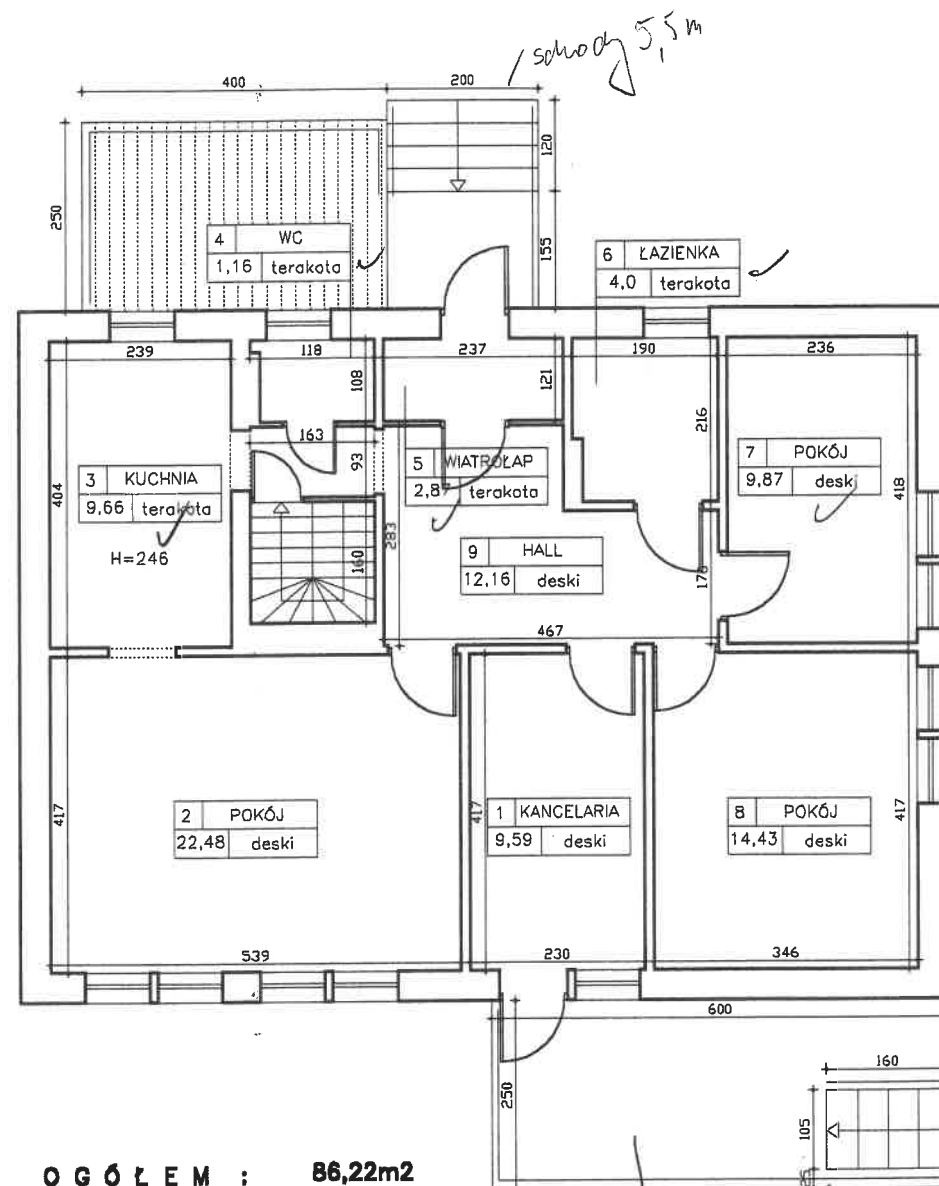 schody 5,5 m
400
200
120
250
155
4 WC
1,16 terakota
6 ŁAZIENKA
4,0 terakota
239
118
237
190
236
108
121
216
163
93
3 KUCHNIA
9,66 terakota
H=246
404
5 WIATROŁAP
2,87 terakota
7 POKÓJ
9,87 deski
418
283
160
9 HALL
12,16 deski
467
417
2 POKÓJ
22,48 deski
417
1 KANCELARIA
9,59 deski
8 POKÓJ
14,43 deski
417
539
230
346
600
250
160
105
OGÓŁEM : 86,22m2